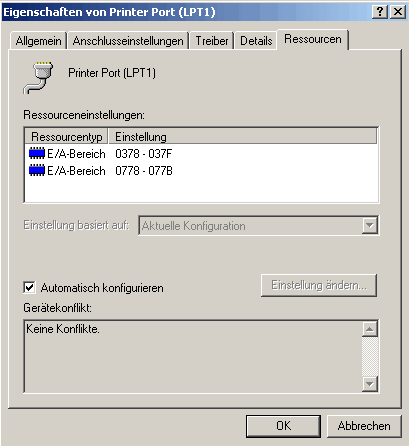 Eigenschaften von Printer Port (LPT1)
Allgemein Anschlusseinstellungen Treiber Details Ressourcen
Printer Port (LPT1)
Ressourceneinstellungen:
Ressourcentyp Einstellung
E/A-Bereich 0378 - 037F
E/A-Bereich 0778 - 077B
Einstellung basiert auf: Aktuelle Konfiguration
Automatisch konfigurieren Einstellung ändern...
Gerätekonflikt:
Keine Konflikte.
OK Abbrechen